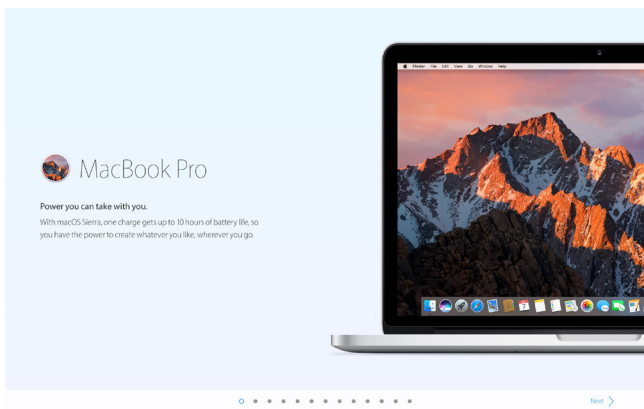 Finder File Edit View Go Window Help
MacBook Pro
Power you can take with you.
With macOS Sierra, one charge gets up to 10 hours of battery life, so
you have the power to create whatever you like, wherever you go.
7
Next